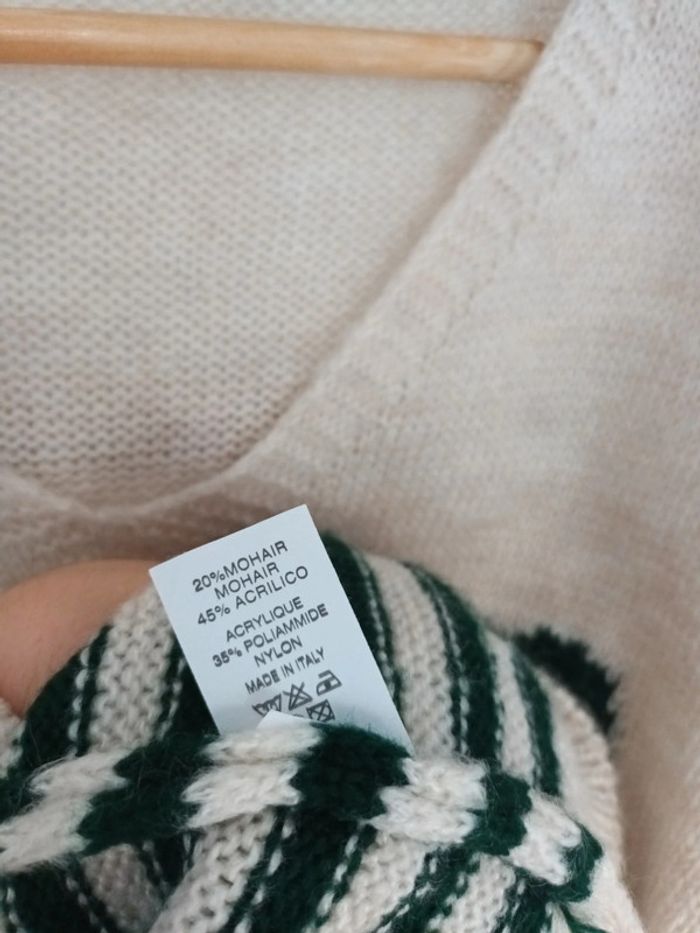 20%MOHAIR
MOHAIR
45% ACRILICO
ACRYLIQUE
35% POLIAMMIDE
NYLON
MADE IN ITALY